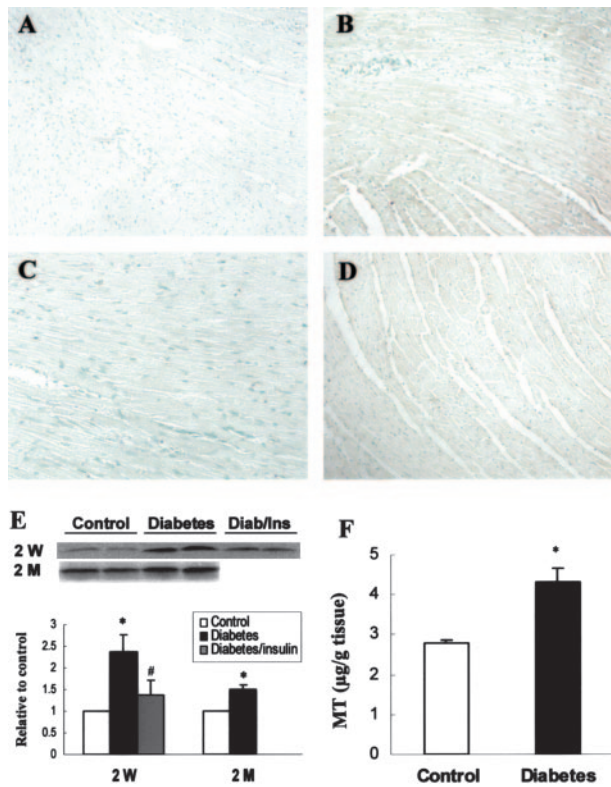 A
B
C
D
E
Control Diabetes Diab/Ins
2 W
2 M
Control
Diabetes
Diabetes/insulin
Relative to control
2.5
2
1.5
1
0.5
0
*
#
*
2 W 2 M
F
MT (μg/g tissue)
5
4
3
2
1
0
*
Control Diabetes